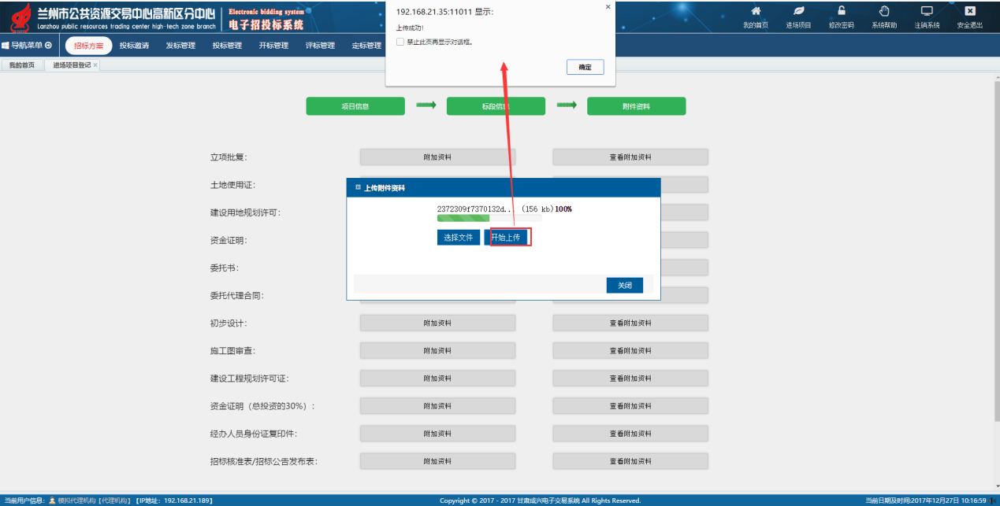 兰州市公共资源交易中心高新区分中心
Lanzhou public resources trading center high-tech zone branch
Electronic bidding system
电子招投标系统
192.168.21.35:11011 显示:
上传成功!
禁止此页再显示对话框。
确定
我的首页 进场项目 修改密码 系统帮助 注销系统 安全退出
导航菜单 招标方案 投标邀请 发标管理 投标管理 开标管理 评标管理 定标管理
我的首页 进场项目登记
项目信息 标段信息 附件资料
立项批复: 附加资料 查看附加资料
土地使用证:
上传附件资料
建设用地规划许可:
2372309f7370132d... (156 kb)100%
资金证明:
选择文件 开始上传
委托书:
关闭
委托代理合同:
初步设计: 附加资料 查看附加资料
施工图审查: 附加资料 查看附加资料
建设工程规划许可证: 附加资料 查看附加资料
资金证明（总投资的30%）: 附加资料 查看附加资料
经办人员身份证复印件: 附加资料 查看附加资料
招标核准表/招标公告发布表: 附加资料 查看附加资料
当前用户信息: 模拟代理机构【代理机构】【IP地址: 192.168.21.189】
Copyright © 2017 - 2017 甘肃成兴电子交易系统 All Rights Reserved.
当前日期及时间:2017年12月27日 10:16:59